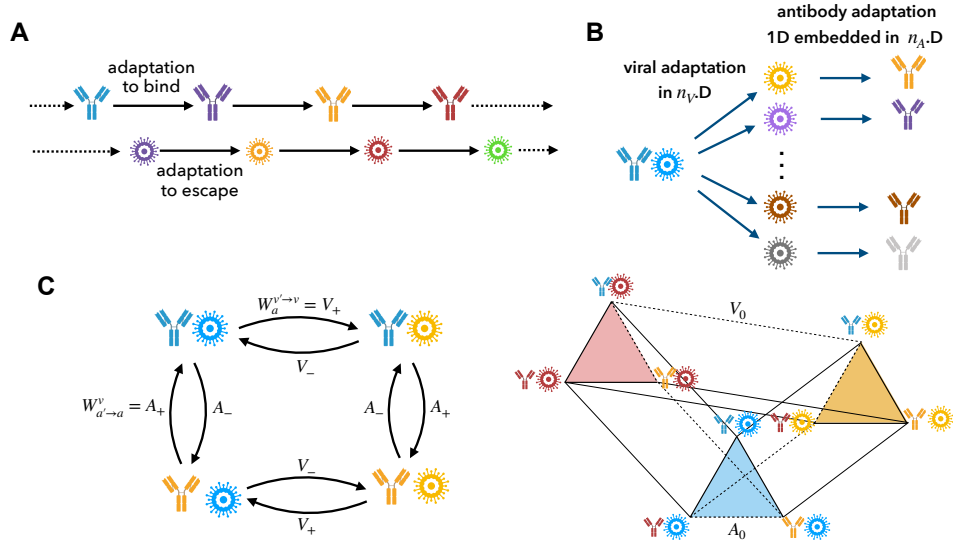 A
adaptation
to bind
adaptation
to escape
B
antibody adaptation
1D embedded in n_A.D
viral adaptation
in n_V.D
C
W_a^{v'→v} = V_+
V_-
W_{a'→a}^v = A_+
A_-
A_-
A_+
V_-
V_+
V_0
A_0